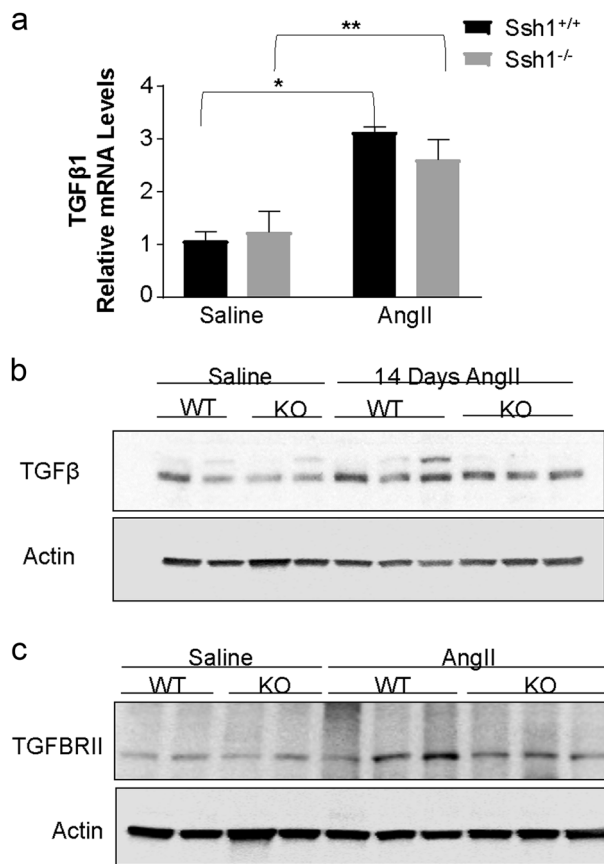 a
**
*
Ssh1+/+
Ssh1-/-
TGFβ1
Relative mRNA Levels
4
3
2
1
0
Saline
AngII
b
Saline
14 Days AngII
WT
KO
WT
KO
TGFβ
Actin
c
Saline
AngII
WT
KO
WT
KO
TGFBRII
Actin